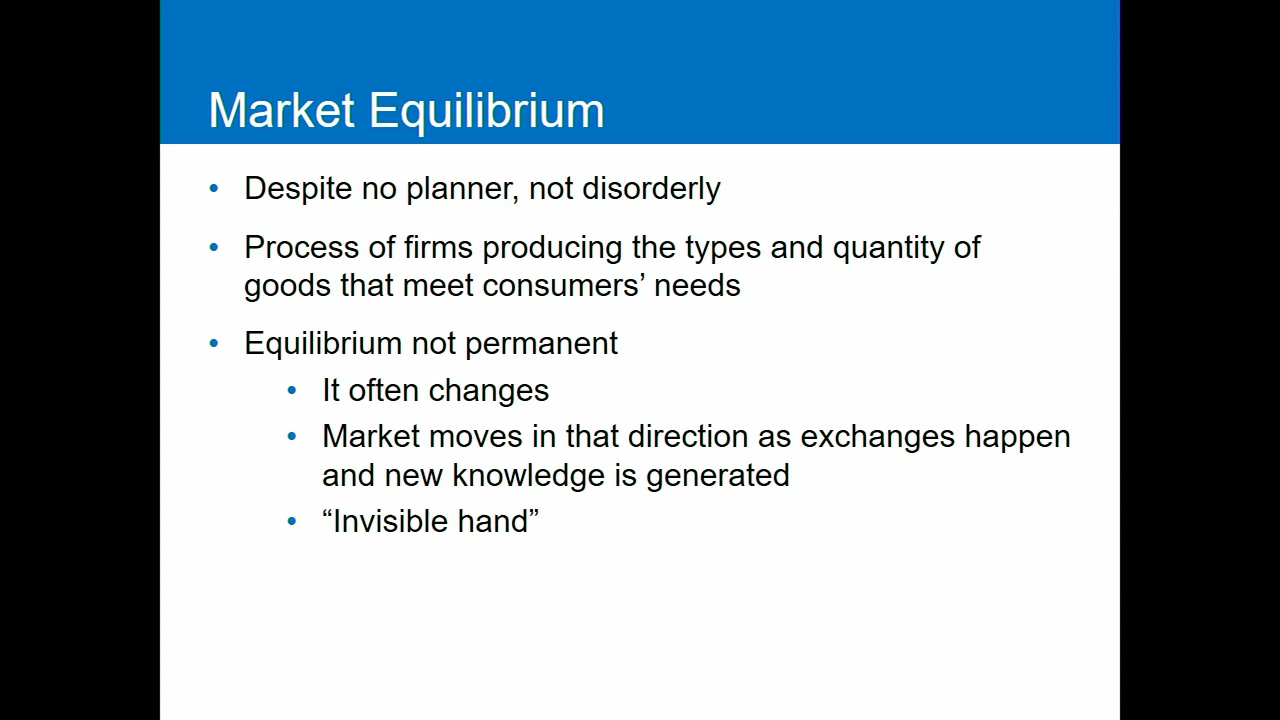 Market Equilibrium
• Despite no planner, not disorderly
• Process of firms producing the types and quantity of
goods that meet consumers’ needs
• Equilibrium not permanent
• It often changes
• Market moves in that direction as exchanges happen
and new knowledge is generated
• “Invisible hand”